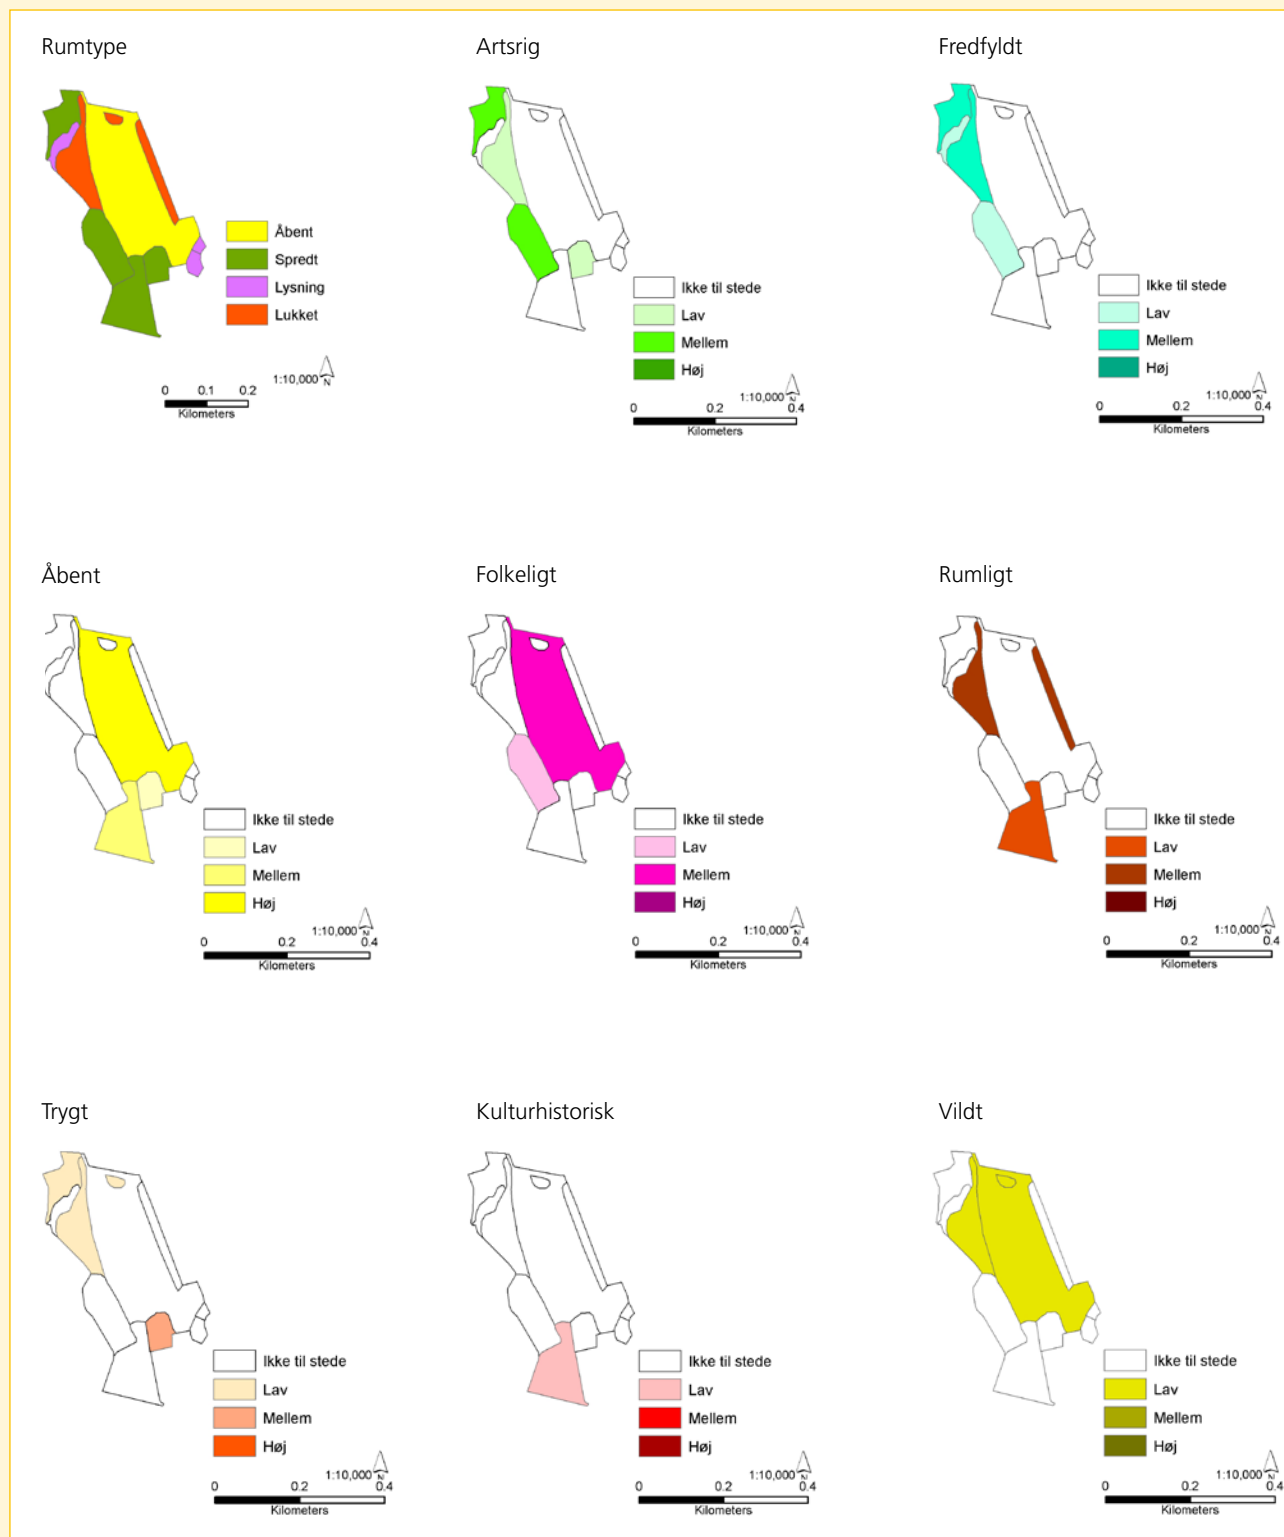 Rumtype
Åbent
Spredt
Lysning
Lukket
1:10,000
N
0 0.1 0.2
Kilometers
Artsrig
Ikke til stede
Lav
Mellem
Høj
1:10,000
N
0 0.2 0.4
Kilometers
Fredfyldt
Ikke til stede
Lav
Mellem
Høj
1:10,000
N
0 0.2 0.4
Kilometers
Åbent
Ikke til stede
Lav
Mellem
Høj
1:10,000
N
0 0.2 0.4
Kilometers
Folkeligt
Ikke til stede
Lav
Mellem
Høj
1:10,000
N
0 0.2 0.4
Kilometers
Rumligt
Ikke til stede
Lav
Mellem
Høj
1:10,000
N
0 0.2 0.4
Kilometers
Trygt
Ikke til stede
Lav
Mellem
Høj
1:10,000
N
0 0.2 0.4
Kilometers
Kulturhistorisk
Ikke til stede
Lav
Mellem
Høj
1:10,000
N
0 0.2 0.4
Kilometers
Vildt
Ikke til stede
Lav
Mellem
Høj
1:10,000
N
0 0.2 0.4
Kilometers